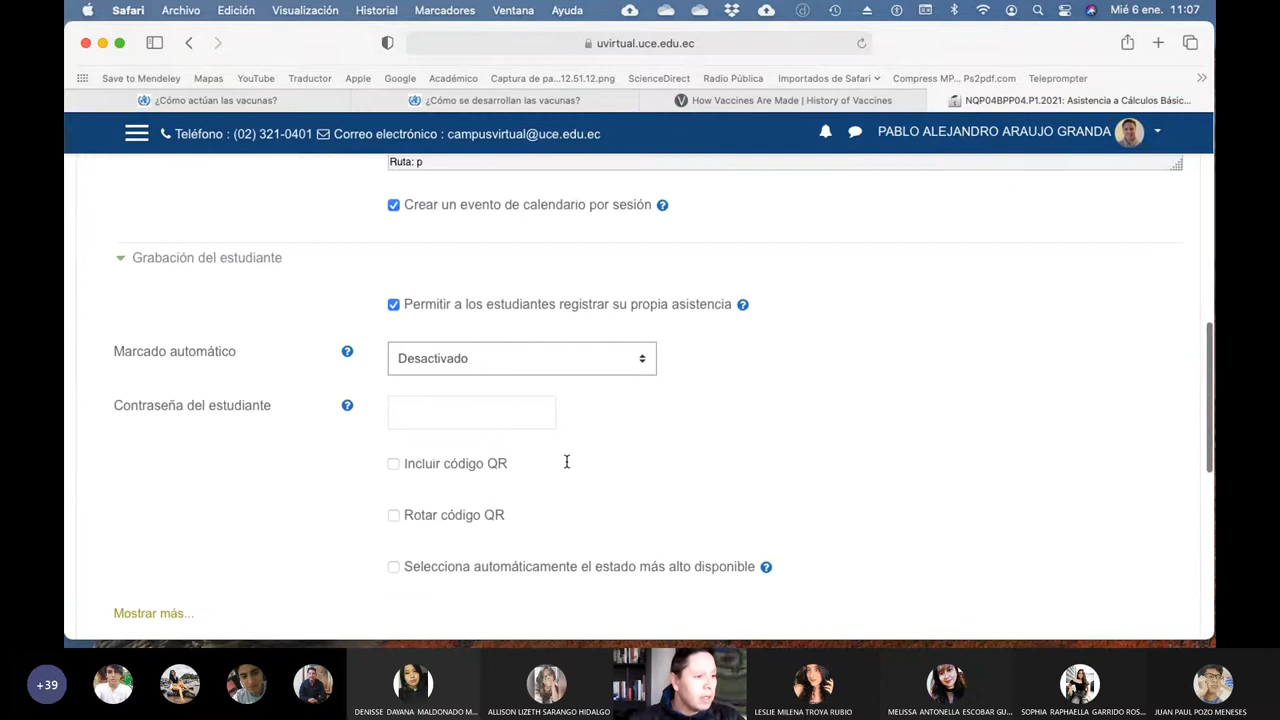 Safari Archivo Edición Visualización Historial Marcadores Ventana Ayuda Mié 6 ene. 11:07
uvirtual.uce.edu.ec
Save to Mendeley Mapas YouTube Traductor Apple Google Académico Captura de pa...12.51.12.png ScienceDirect Radio Pública Importados de Safari Compress MP... Ps2pdf.com Teleprompter
¿Cómo actúan las vacunas? ¿Cómo se desarrollan las vacunas? How Vaccines Are Made | History of Vaccines NQP04BPP04.P1.2021: Asistencia a Cálculos Básic...
Teléfono : (02) 321-0401 Correo electrónico : campusvirtual@uce.edu.ec PABLO ALEJANDRO ARAUJO GRANDA
Ruta: p
Crear un evento de calendario por sesión
Grabación del estudiante
Permitir a los estudiantes registrar su propia asistencia
Marcado automático Desactivado
Contraseña del estudiante
Incluir código QR
Rotar código QR
Selecciona automáticamente el estado más alto disponible
Mostrar más...
+39
DENISSE DAYANA MALDONADO M... ALLISON LIZETH SARANGO HIDALGO LESLIE MILENA TROYA RUBIO MELISSA ANTONELLA ESCOBAR GU... SOPHIA RAPHAELLA GARRIDO ROS... JUAN PAUL POZO MENESES